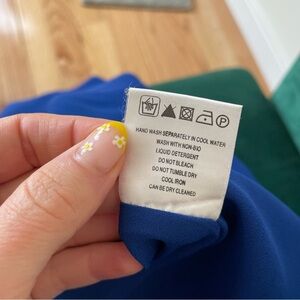 HAND WASH SEPARATELY IN COOL WATER
WASH WITH NON-BIO
LIQUID DETERGENT
DO NOT BLEACH
DO NOT TUMBLE DRY
COOL IRON
CAN BE DRY CLEANED